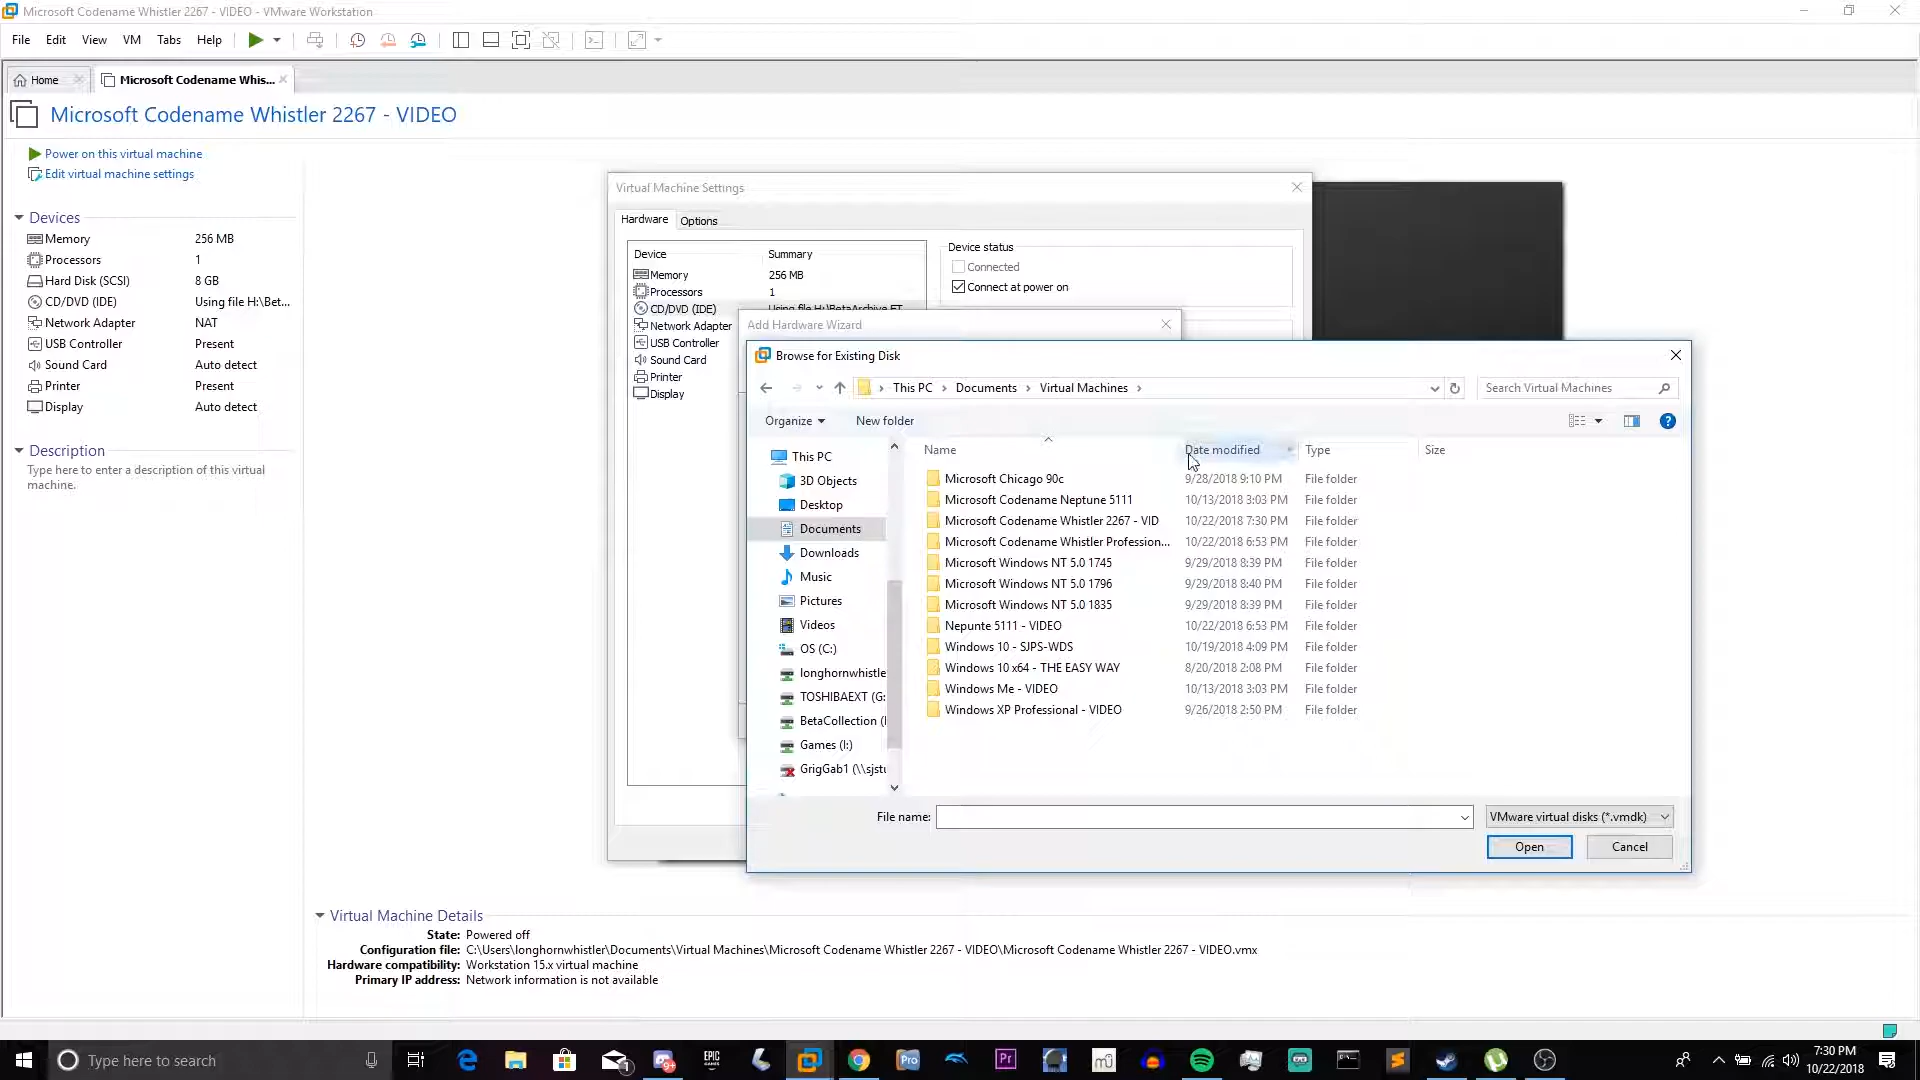 Microsoft Codename Whistler 2267 - VIDEO - VMware Workstation
File Edit View VM Tabs Help
Home
Microsoft Codename Whis...
Microsoft Codename Whistler 2267 - VIDEO
Power on this virtual machine
Edit virtual machine settings
Devices
Memory 256 MB
Processors 1
Hard Disk (SCSI) 8 GB
CD/DVD (IDE) Using file H:\Bet...
Network Adapter NAT
USB Controller Present
Sound Card Auto detect
Printer Present
Display Auto detect
Description
Type here to enter a description of this virtual
machine.
Virtual Machine Settings
Hardware Options
Device Summary
Memory 256 MB
Processors 1
CD/DVD (IDE) Using file H:\BetaArchive FT
Network Adapter
USB Controller
Sound Card
Printer
Display
Device status
Connected
Connect at power on
Add Hardware Wizard
Browse for Existing Disk
This PC Documents Virtual Machines
Search Virtual Machines
Organize New folder
This PC
3D Objects
Desktop
Documents
Downloads
Music
Pictures
Videos
OS (C:)
longhornwhistle
TOSHIBAEXT (G:
BetaCollection (
Games (I:)
GrigGab1 (\\sjstu
Name Date modified Type Size
Microsoft Chicago 90c 9/28/2018 9:10 PM File folder
Microsoft Codename Neptune 5111 10/13/2018 3:03 PM File folder
Microsoft Codename Whistler 2267 - VID 10/22/2018 7:30 PM File folder
Microsoft Codename Whistler Profession... 10/22/2018 6:53 PM File folder
Microsoft Windows NT 5.0 1745 9/29/2018 8:39 PM File folder
Microsoft Windows NT 5.0 1796 9/29/2018 8:40 PM File folder
Microsoft Windows NT 5.0 1835 9/29/2018 8:39 PM File folder
Nepunte 5111 - VIDEO 10/22/2018 6:53 PM File folder
Windows 10 - SJPS-WDS 10/19/2018 4:09 PM File folder
Windows 10 x64 - THE EASY WAY 8/20/2018 2:08 PM File folder
Windows Me - VIDEO 10/13/2018 3:03 PM File folder
Windows XP Professional - VIDEO 9/26/2018 2:50 PM File folder
File name:
VMware virtual disks (*.vmdk)
Open Cancel
Virtual Machine Details
State: Powered off
Configuration file: C:\Users\longhornwhistler\Documents\Virtual Machines\Microsoft Codename Whistler 2267 - VIDEO\Microsoft Codename Whistler 2267 - VIDEO.vmx
Hardware compatibility: Workstation 15.x virtual machine
Primary IP address: Network information is not available
Type here to search
EPIC
GAMES
Pro
Pr
7:30 PM
10/22/2018